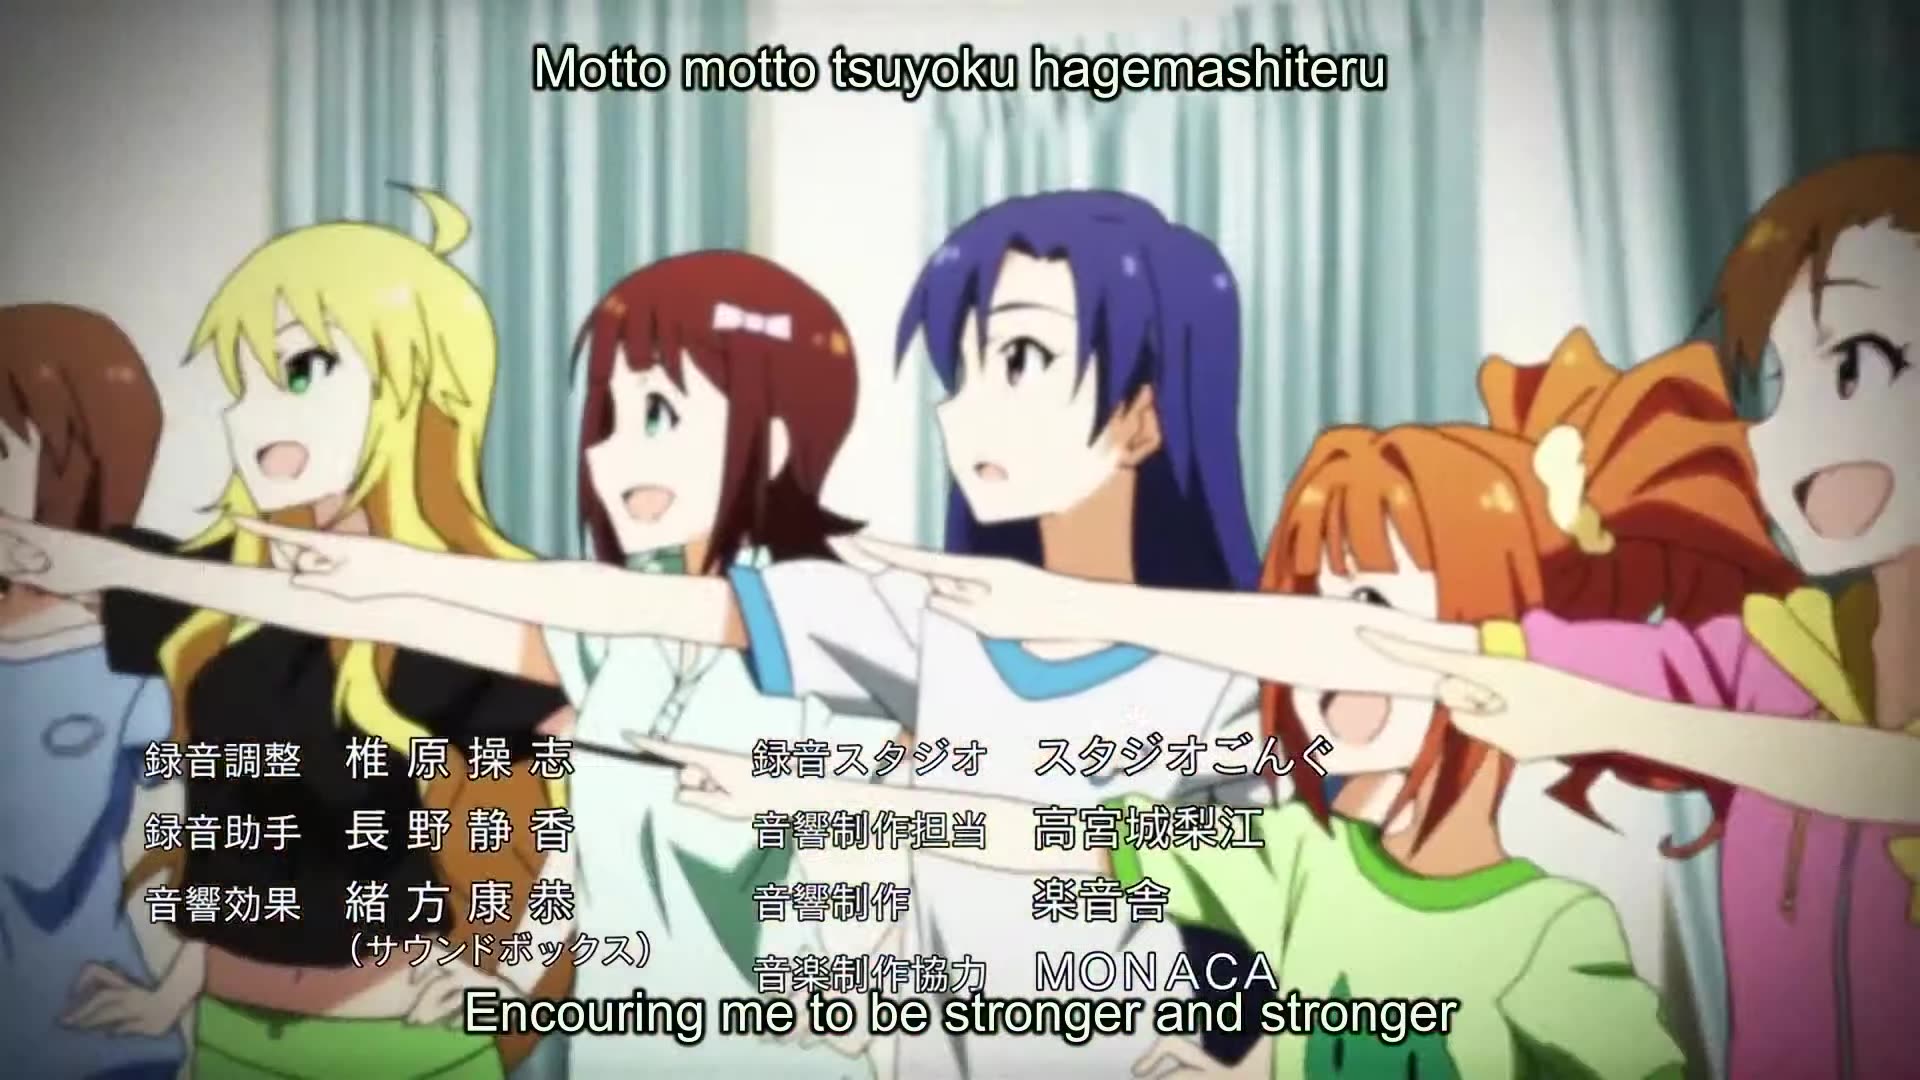 Motto motto tsuyoku hagemashiteru
録音調整 椎原操志
録音助手 長野静香
音響効果 緒方康恭
(サウンドボックス)
録音スタジオ スタジオごんぐ
音響制作担当 高宮城梨江
音響制作 楽音舎
音楽制作協力 MONACA
Encouring me to be stronger and stronger